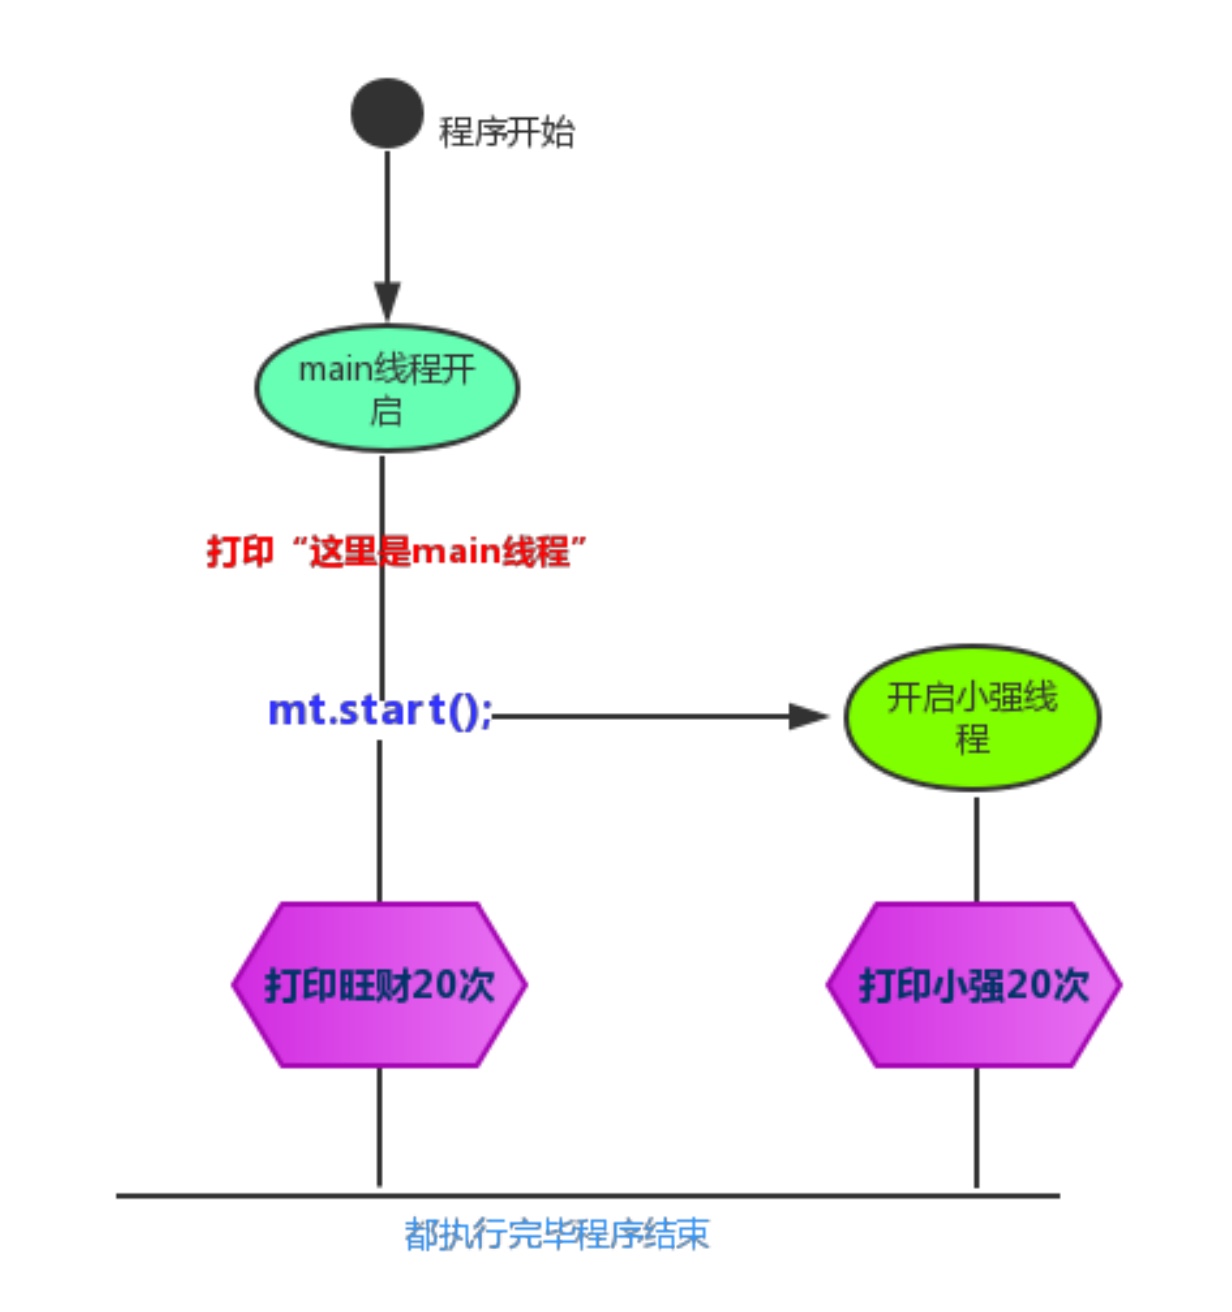 程序开始
main线程开
启
打印“这里是main线程”
mt.start();
开启小强线
程
打印旺财20次
打印小强20次
都执行完毕程序结束